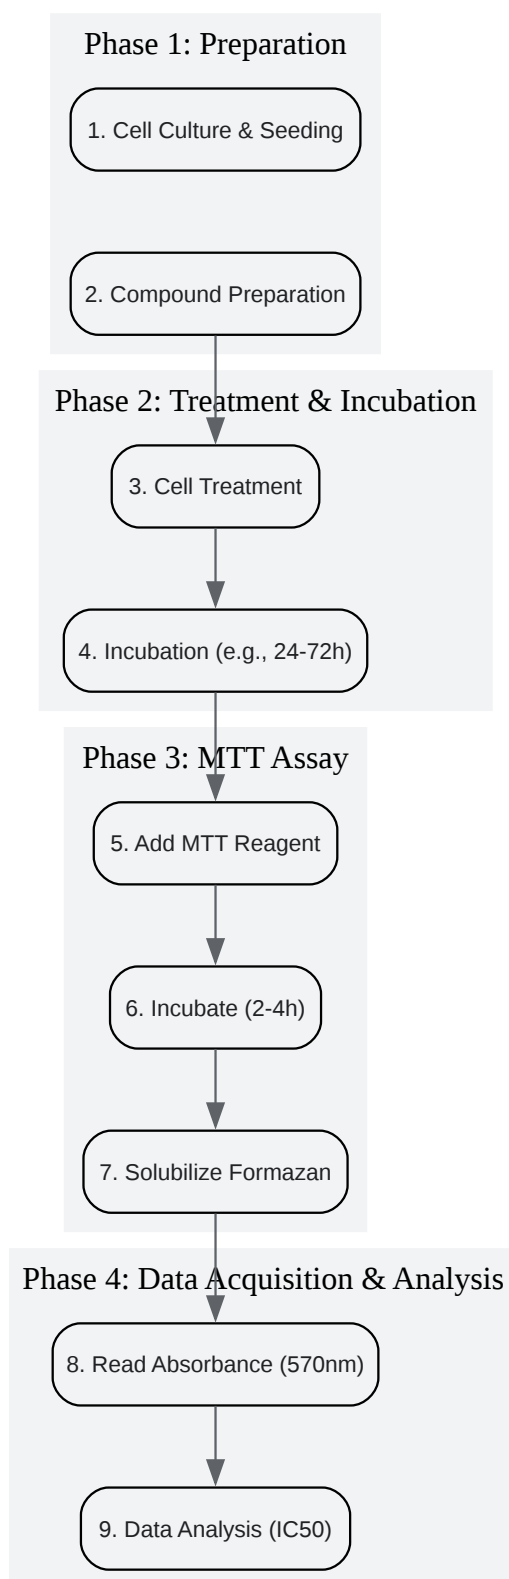 Phase 1: Preparation
1. Cell Culture & Seeding
2. Compound Preparation
Phase 2: Treatment & Incubation
3. Cell Treatment
4. Incubation (e.g., 24-72h)
Phase 3: MTT Assay
5. Add MTT Reagent
6. Incubate (2-4h)
7. Solubilize Formazan
Phase 4: Data Acquisition & Analysis
8. Read Absorbance (570nm)
9. Data Analysis (IC50)